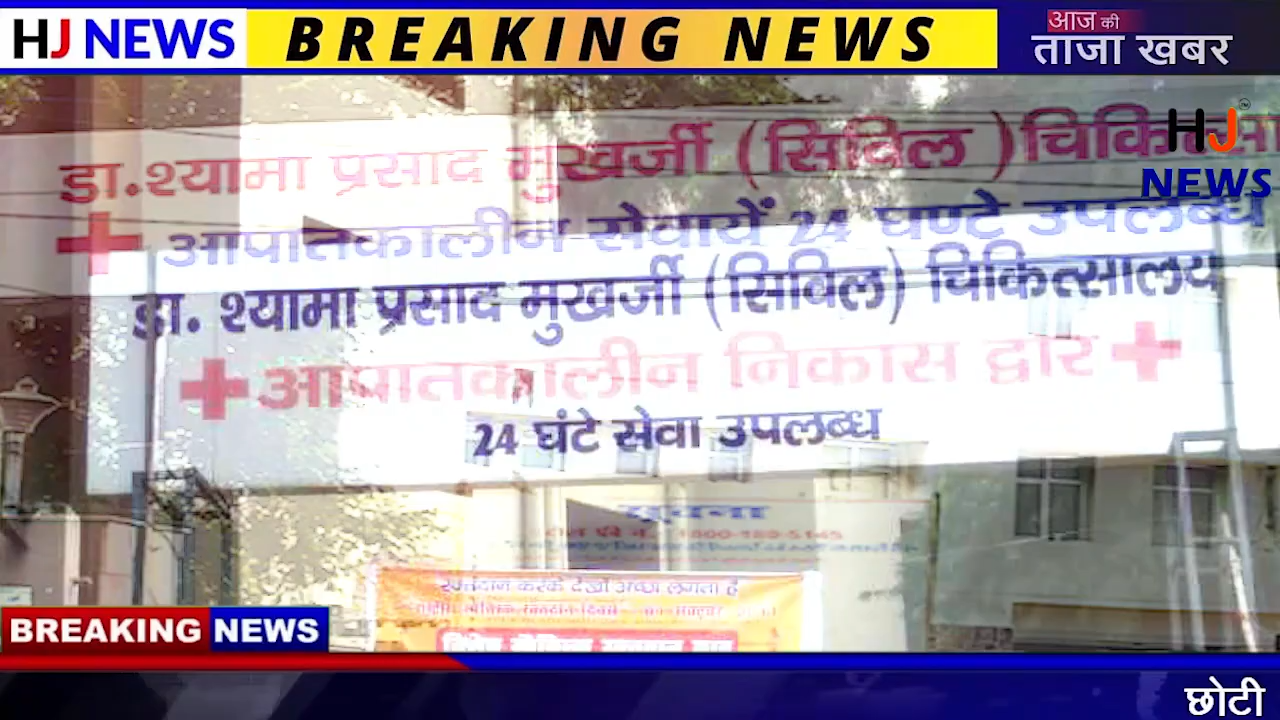 HJ NEWS
BREAKING NEWS
आज की
ताजा खबर
HJ
NEWS
डा.श्यामा प्रसाद मुखर्जी (सिविल )चिकित्सा
आपातकालीन सेवायें 24 घण्टे उपलब्ध
डा. श्यामा प्रसाद मुखर्जी (सिविल) चिकित्सालय
आपातकालीन निकास द्वार
24 घंटे सेवा उपलब्ध
सूचना
रक्तदान करके देखो अच्छा लगता है
BREAKING NEWS
छोटी